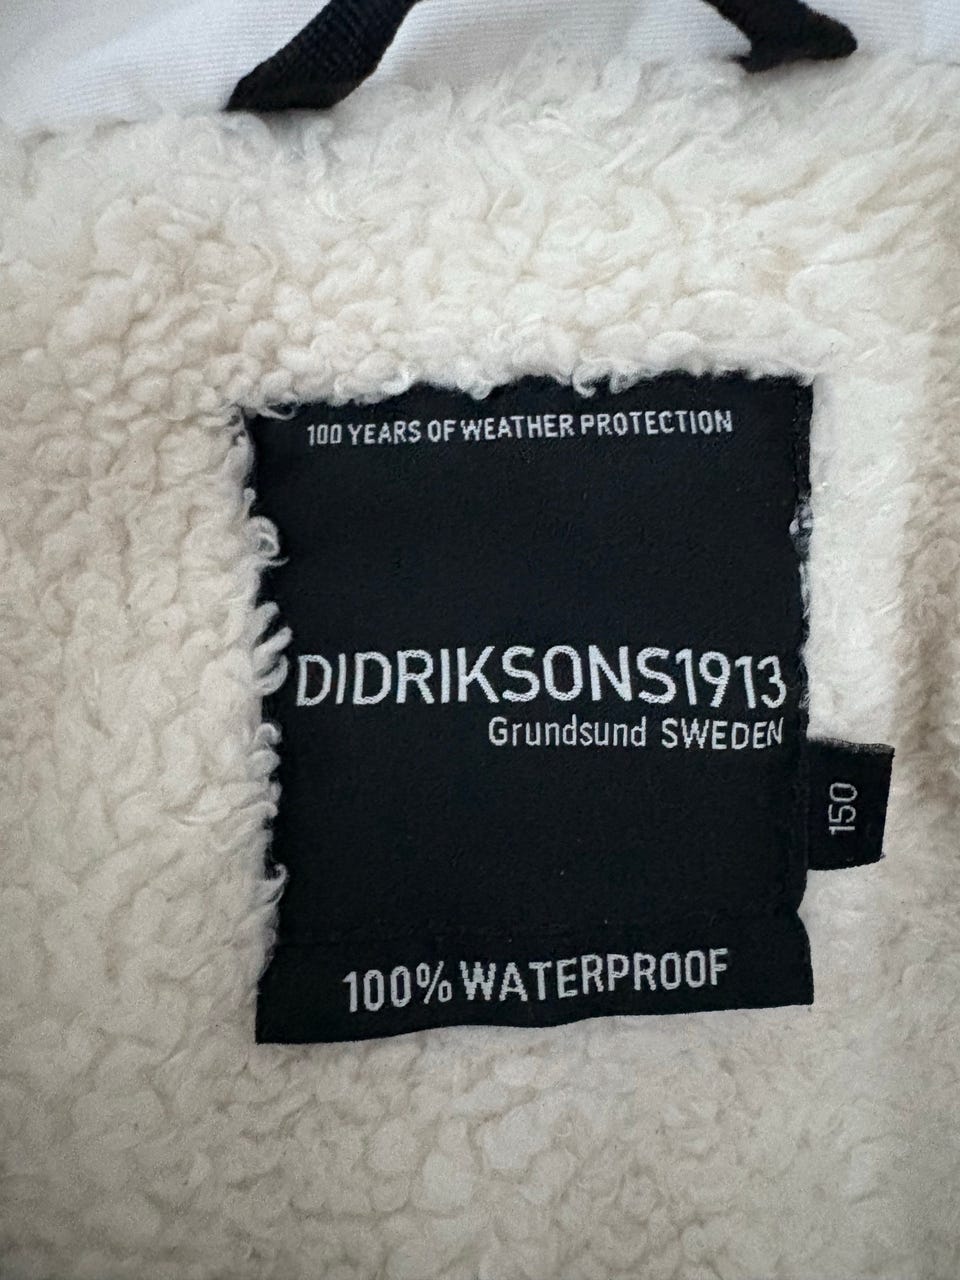 100 YEARS OF WEATHER PROTECTION
DIDRIKSONS1913
Grundsund SWEDEN
150
100% WATERPROOF